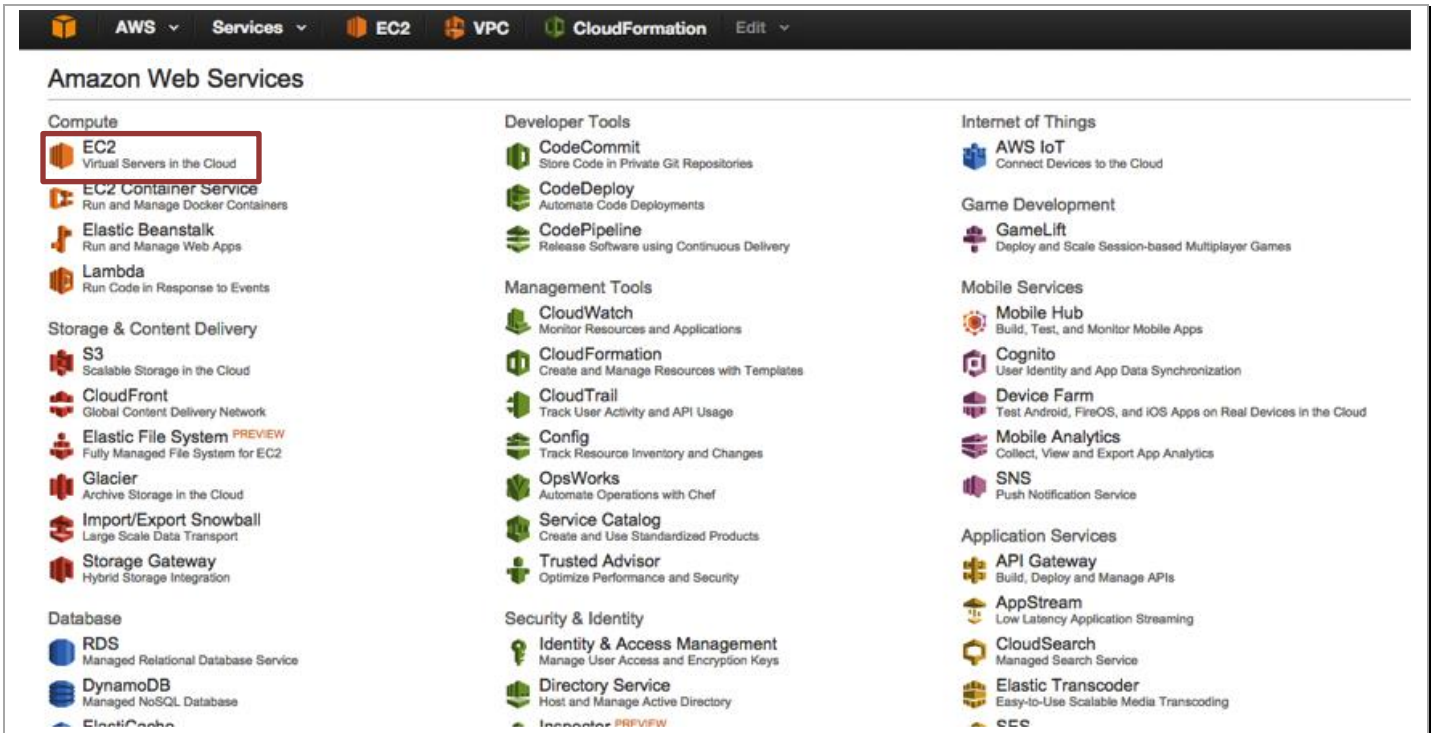 AWS Services EC2 VPC CloudFormation Edit
Amazon Web Services
Compute
EC2
Virtual Servers in the Cloud
EC2 Container Service
Run and Manage Docker Containers
Elastic Beanstalk
Run and Manage Web Apps
Lambda
Run Code in Response to Events
Storage & Content Delivery
S3
Scalable Storage in the Cloud
CloudFront
Global Content Delivery Network
Elastic File System PREVIEW
Fully Managed File System for EC2
Glacier
Archive Storage in the Cloud
Import/Export Snowball
Large Scale Data Transport
Storage Gateway
Hybrid Storage Integration
Database
RDS
Managed Relational Database Service
DynamoDB
Managed NoSQL Database
ElastiCache
Developer Tools
CodeCommit
Store Code in Private Git Repositories
CodeDeploy
Automate Code Deployments
CodePipeline
Release Software using Continuous Delivery
Management Tools
CloudWatch
Monitor Resources and Applications
CloudFormation
Create and Manage Resources with Templates
CloudTrail
Track User Activity and API Usage
Config
Track Resource Inventory and Changes
OpsWorks
Automate Operations with Chef
Service Catalog
Create and Use Standardized Products
Trusted Advisor
Optimize Performance and Security
Security & Identity
Identity & Access Management
Manage User Access and Encryption Keys
Directory Service
Host and Manage Active Directory
Inspector PREVIEW
Internet of Things
AWS IoT
Connect Devices to the Cloud
Game Development
GameLift
Deploy and Scale Session-based Multiplayer Games
Mobile Services
Mobile Hub
Build, Test, and Monitor Mobile Apps
Cognito
User Identity and App Data Synchronization
Device Farm
Test Android, FireOS, and iOS Apps on Real Devices in the Cloud
Mobile Analytics
Collect, View and Export App Analytics
SNS
Push Notification Service
Application Services
API Gateway
Build, Deploy and Manage APIs
AppStream
Low Latency Application Streaming
CloudSearch
Managed Search Service
Elastic Transcoder
Easy-to-Use Scalable Media Transcoding
SES